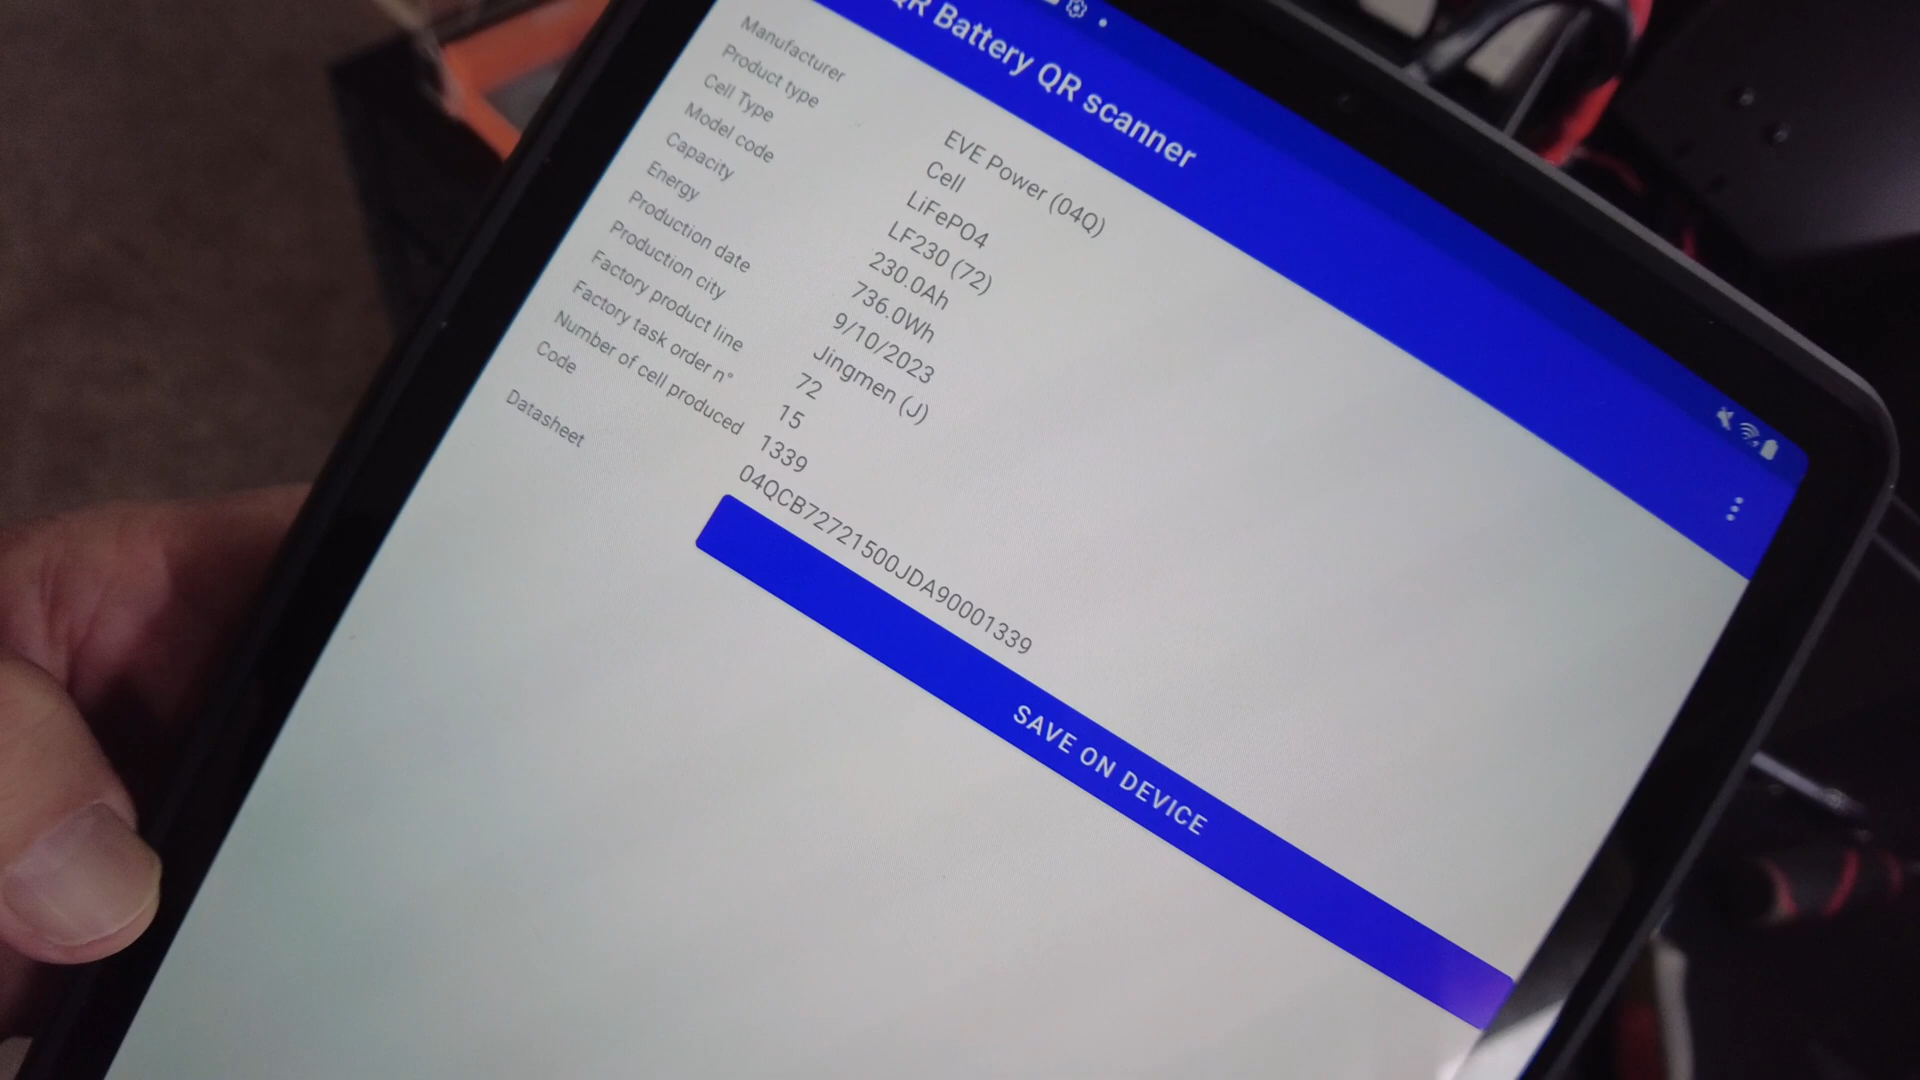 QR Battery QR scanner
Manufacturer EVE Power (04Q)
Product type Cell
Cell Type LiFePO4
Model code LF230 (72)
Capacity 230.0Ah
Energy 736.0Wh
Production date 9/10/2023
Production city Jingmen (J)
Factory product line 72
Factory task order n° 15
Number of cell produced 1339
Code 04QCB72721500JDA90001339
Datasheet
SAVE ON DEVICE